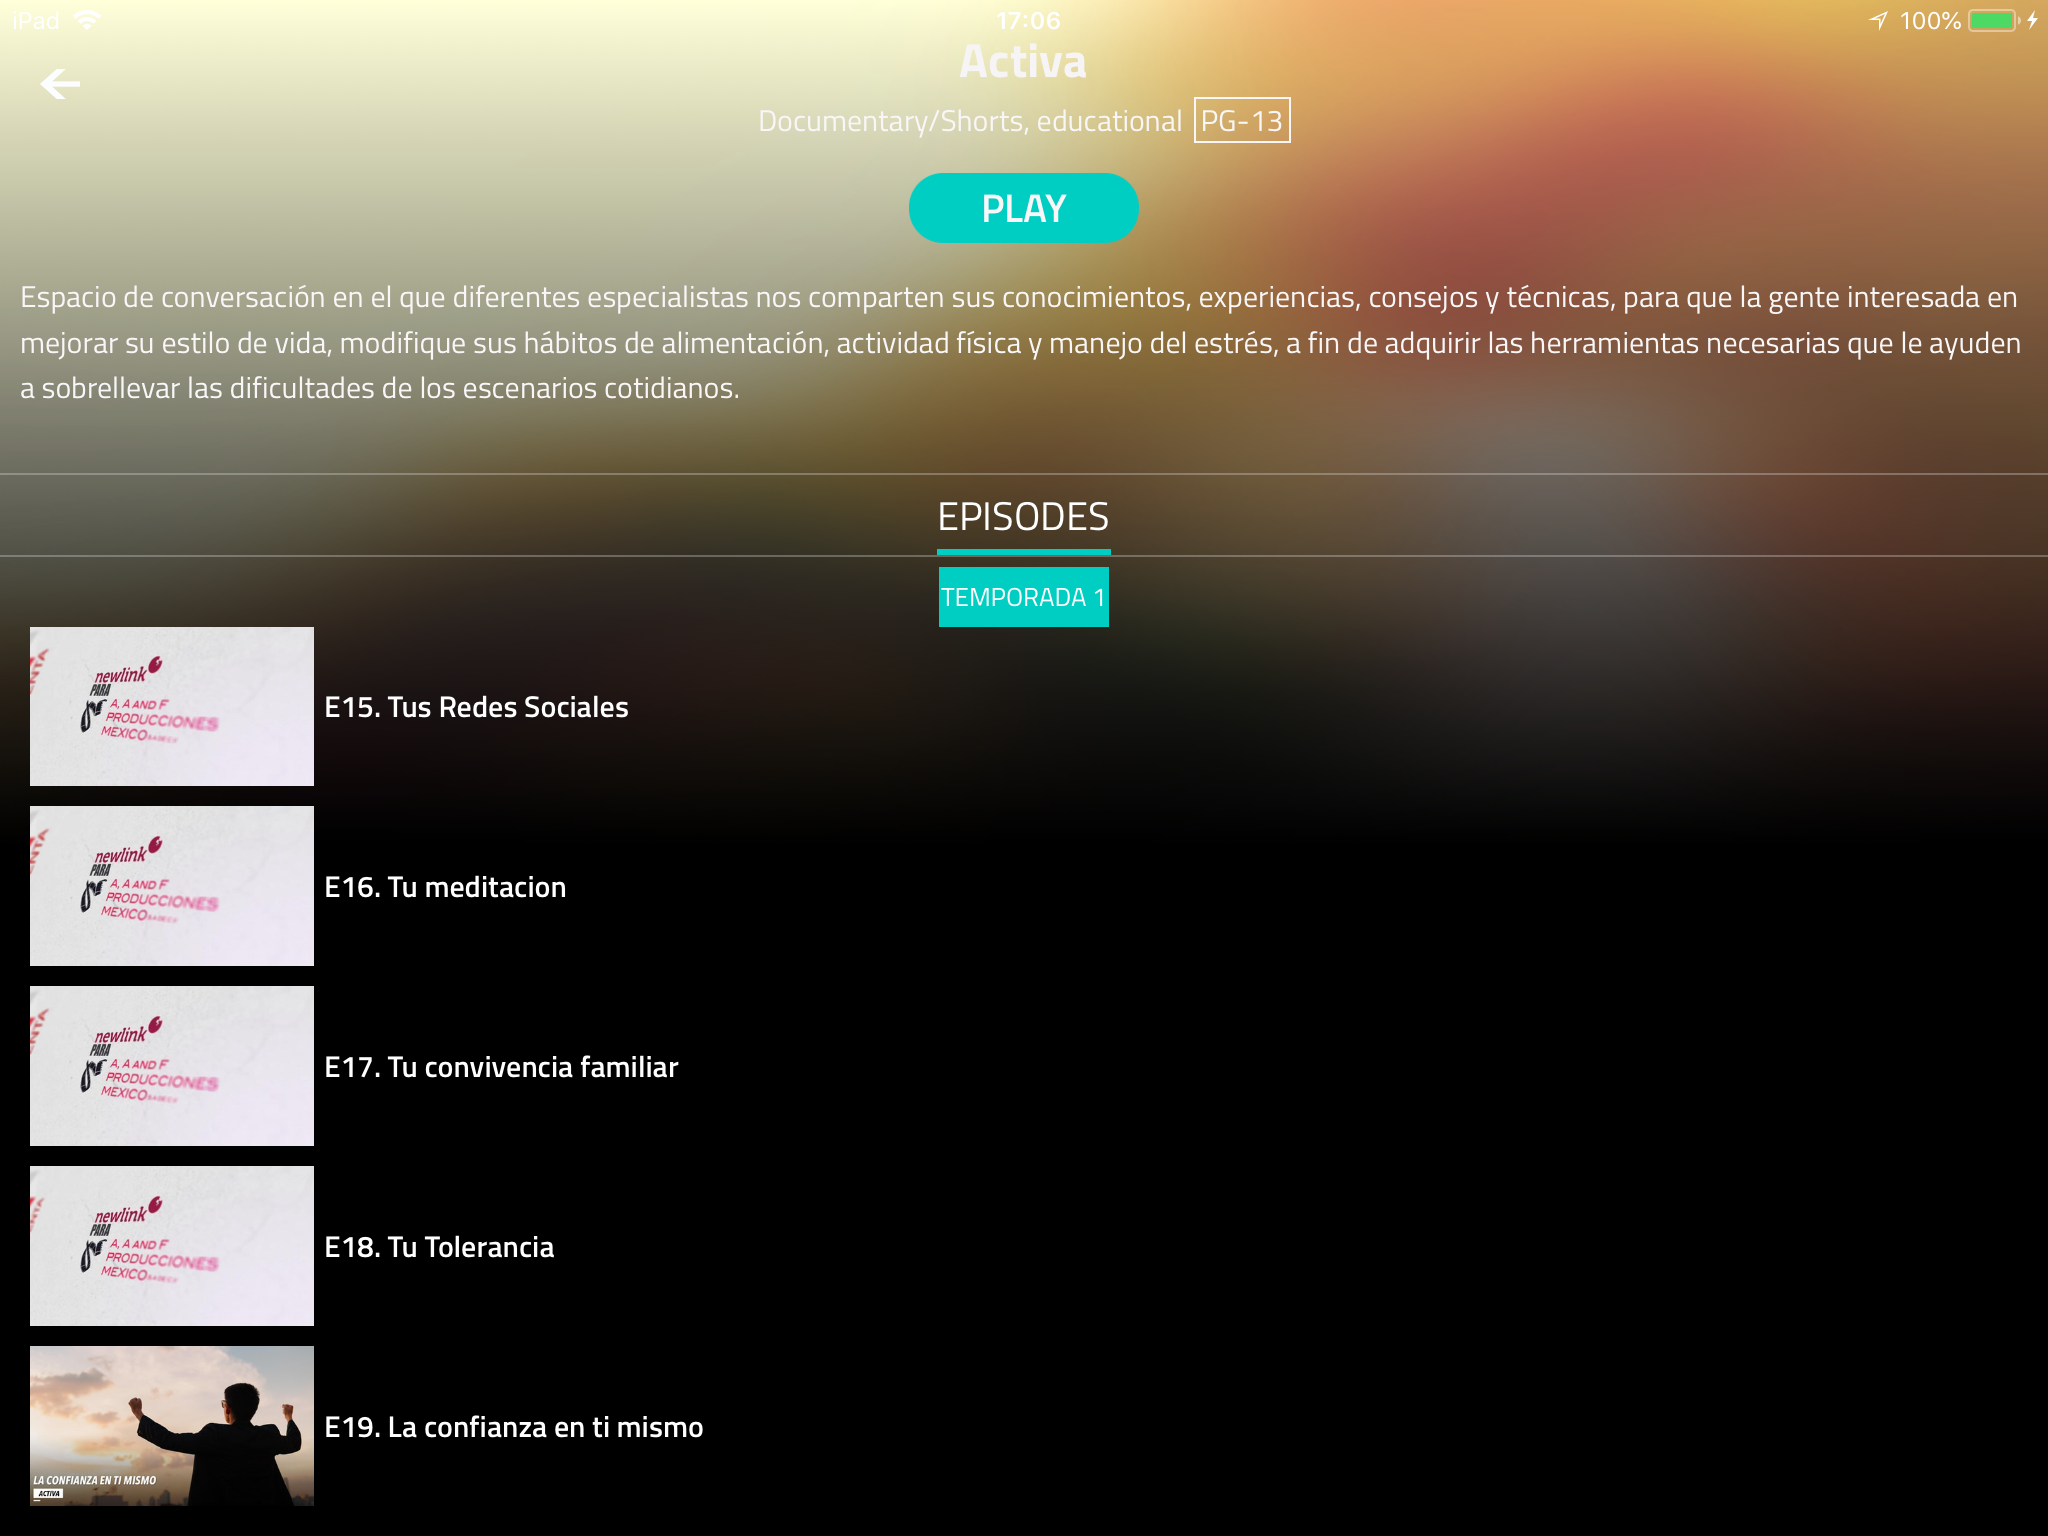 iPad
17:06
100%
Activa
Documentary/Shorts, educational PG-13
PLAY
Espacio de conversación en el que diferentes especialistas nos comparten sus conocimientos, experiencias, consejos y técnicas, para que la gente interesada en
mejorar su estilo de vida, modifique sus hábitos de alimentación, actividad física y manejo del estrés, a fin de adquirir las herramientas necesarias que le ayuden
a sobrellevar las dificultades de los escenarios cotidianos.
EPISODES
TEMPORADA 1
newlink
PARA
A, A AND F
PRODUCCIONES
MÉXICO
E15. Tus Redes Sociales
newlink
PARA
A, A AND F
PRODUCCIONES
MÉXICO
E16. Tu meditacion
newlink
PARA
A, A AND F
PRODUCCIONES
MÉXICO
E17. Tu convivencia familiar
newlink
PARA
A, A AND F
PRODUCCIONES
MÉXICO
E18. Tu Tolerancia
LA CONFIANZA EN TI MISMO
ACTIVA
E19. La confianza en ti mismo